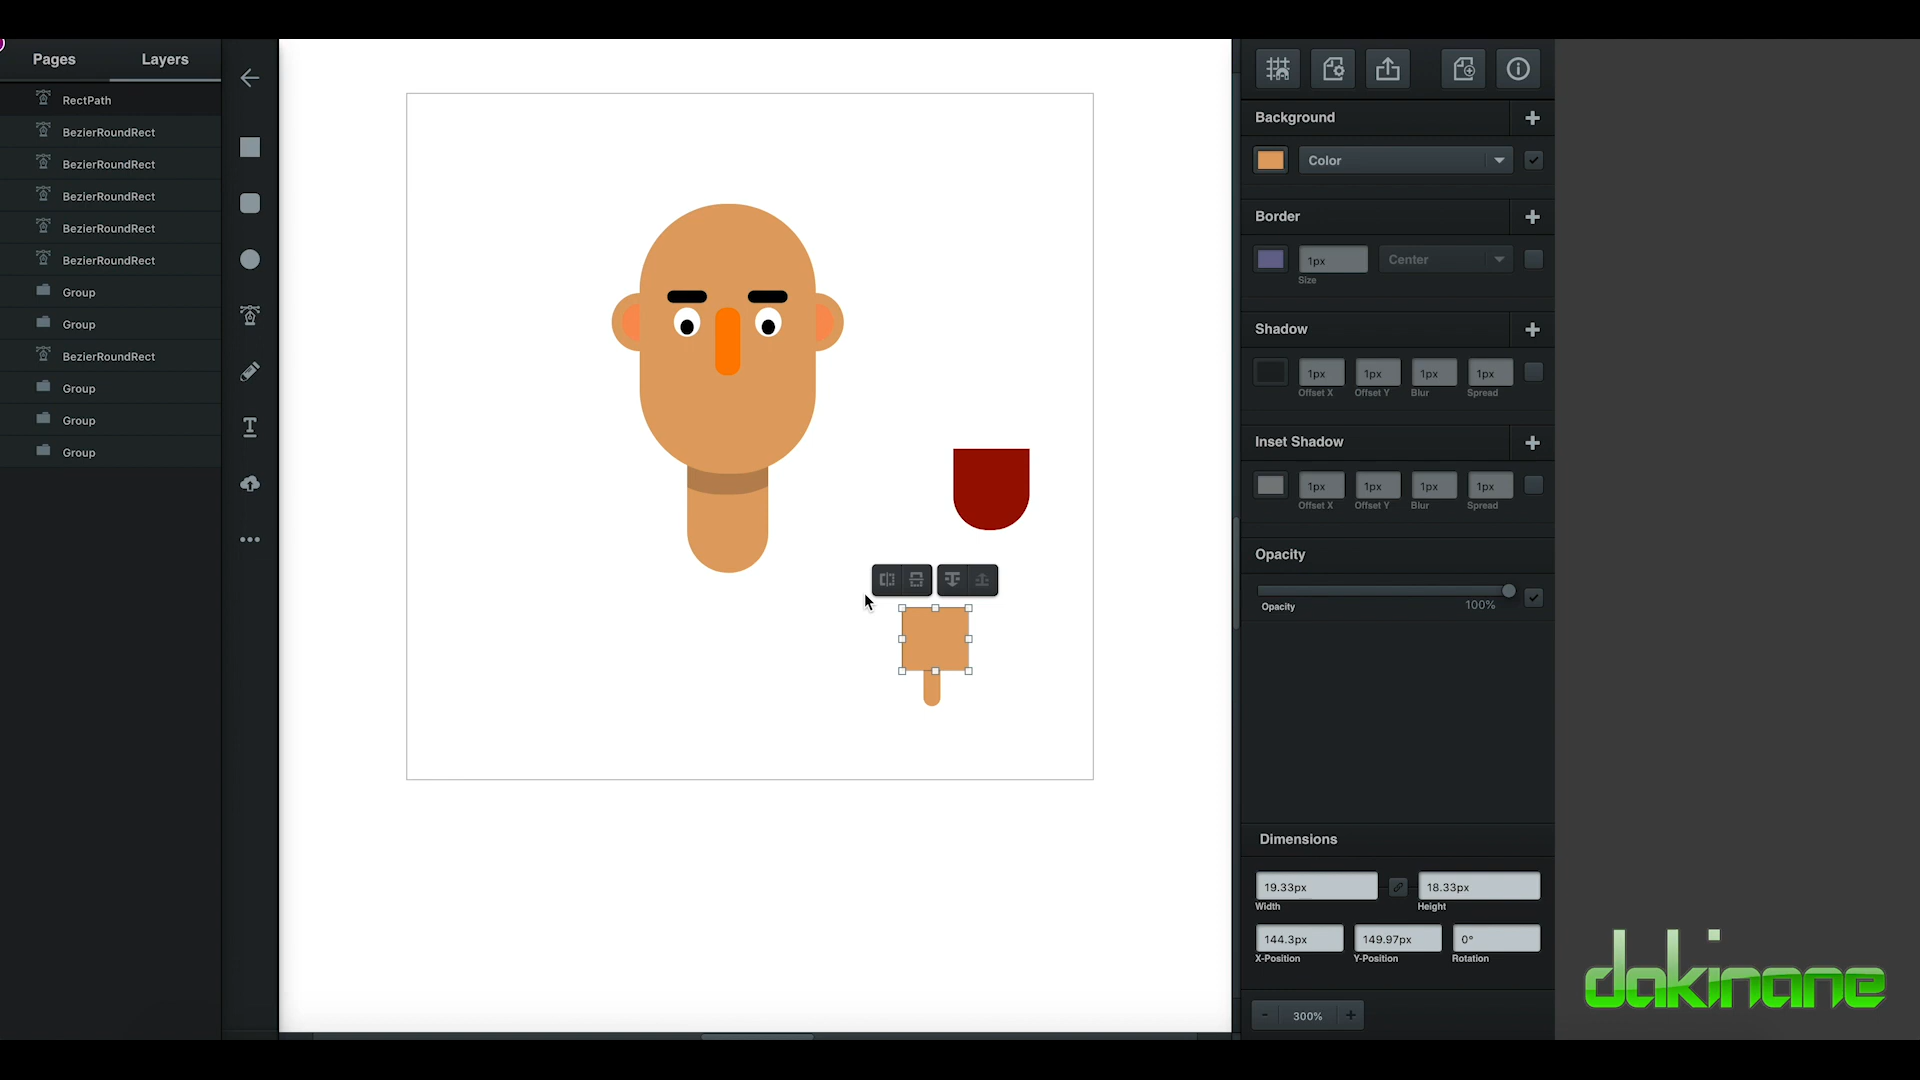 Pages
Layers
RectPath
BezierRoundRect
BezierRoundRect
BezierRoundRect
BezierRoundRect
BezierRoundRect
Group
Group
BezierRoundRect
Group
Group
Group
Background
Color
Border
1px
Center
Size
Shadow
1px 1px 1px 1px
Offset X Offset Y Blur Spread
Inset Shadow
1px 1px 1px 1px
Offset X Offset Y Blur Spread
Opacity
Opacity 100%
Dimensions
19.33px 18.33px
Width Height
144.3px 149.97px 0°
X-Position Y-Position Rotation
- 300% +
dakinane